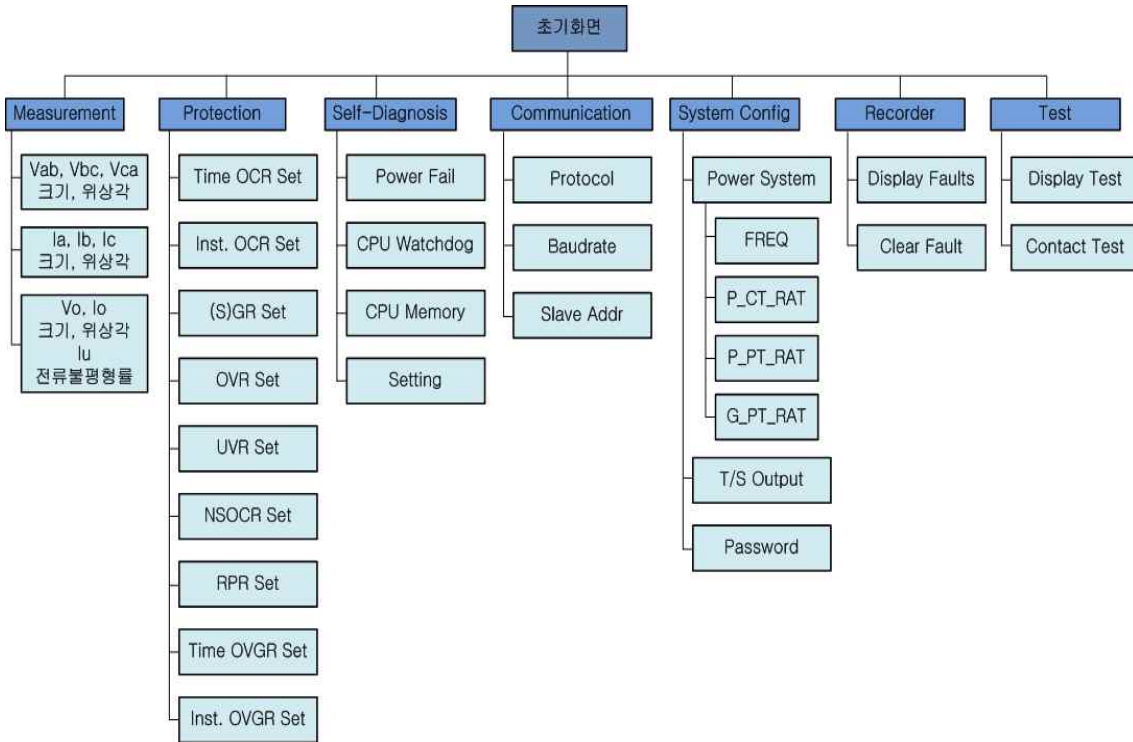 초기화면
Measurement
Vab, Vbc, Vca
크기, 위상각
Ia, Ib, Ic
크기, 위상각
Vo, Io
크기, 위상각
Iu
전류불평형률
Protection
Time OCR Set
Inst. OCR Set
(S)GR Set
OVR Set
UVR Set
NSOCR Set
RPR Set
Time OVGR Set
Inst. OVGR Set
Self-Diagnosis
Power Fail
CPU Watchdog
CPU Memory
Setting
Communication
Protocol
Baudrate
Slave Addr
System Config
Power System
FREQ
P_CT_RAT
P_PT_RAT
G_PT_RAT
T/S Output
Password
Recorder
Display Faults
Clear Fault
Test
Display Test
Contact Test